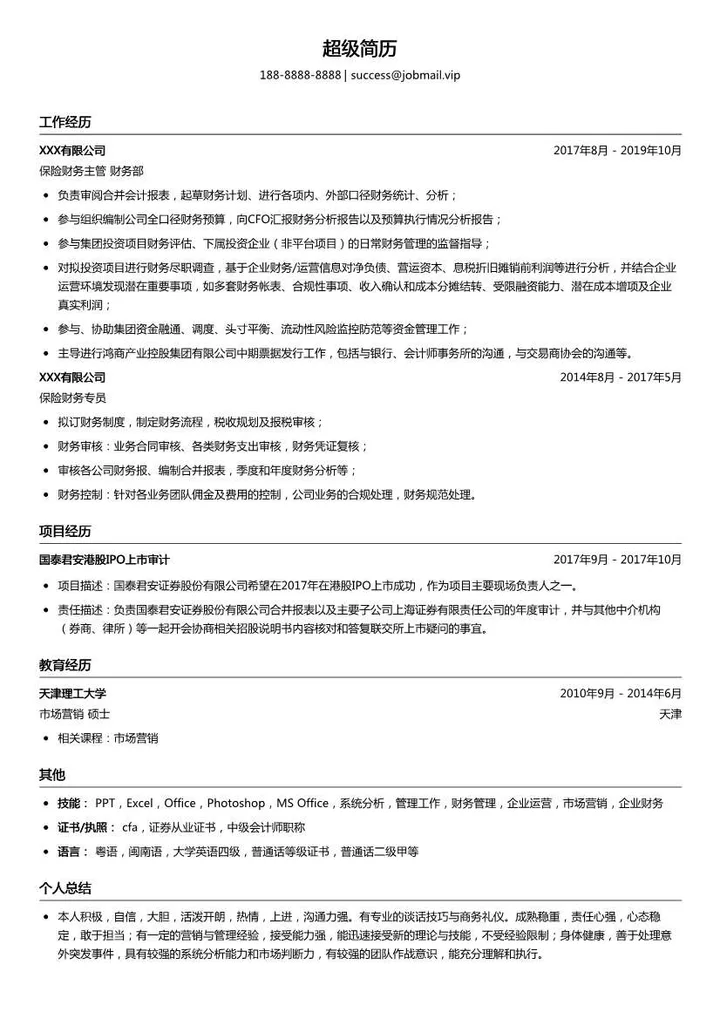 超级简历
188-8888-8888 | success@jobmail.vip
工作经历
XXX有限公司 2017年8月 - 2019年10月
保险财务主管 财务部
• 负责审阅合并会计报表，起草财务计划、进行各项内、外部口径财务统计、分析；
• 参与组织编制公司全口径财务预算，向CFO汇报财务分析报告以及预算执行情况分析报告；
• 参与集团投资项目财务评估、下属投资企业（非平台项目）的日常财务管理的监督指导；
• 对拟投资项目进行财务尽职调查，基于企业财务/运营信息对净负债、营运资本、息税折旧摊销前利润等进行分析，并结合企业
运营环境发现潜在重要事项，如多套财务帐表、合规性事项、收入确认和成本分摊结转、受限融资能力、潜在成本增项及企业
真实利润；
• 参与、协助集团资金融通、调度、头寸平衡、流动性风险监控防范等资金管理工作；
• 主导进行鸿商产业控股集团有限公司中期票据发行工作，包括与银行、会计师事务所的沟通，与交易商协会的沟通等。
XXX有限公司 2014年8月 - 2017年5月
保险财务专员
• 拟订财务制度，制定财务流程，税收规划及报税审核；
• 财务审核：业务合同审核、各类财务支出审核，财务凭证复核；
• 审核各公司财务报、编制合并报表，季度和年度财务分析等；
• 财务控制：针对各业务团队佣金及费用的控制，公司业务的合规处理，财务规范处理。
项目经历
国泰君安港股IPO上市审计 2017年9月 - 2017年10月
• 项目描述：国泰君安证券股份有限公司希望在2017年在港股IPO上市成功，作为项目主要现场负责人之一。
• 责任描述：负责国泰君安证券股份有限公司合并报表以及主要子公司上海证券有限责任公司的年度审计，并与其他中介机构
（券商、律所）等一起开会协商相关招股说明书内容核对和答复联交所上市疑问的事宜。
教育经历
天津理工大学 2010年9月 - 2014年6月
市场营销 硕士 天津
• 相关课程：市场营销
其他
• 技能： PPT，Excel，Office，Photoshop，MS Office，系统分析，管理工作，财务管理，企业运营，市场营销，企业财务
• 证书/执照： cfa，证券从业证书，中级会计师职称
• 语言： 粤语，闽南语，大学英语四级，普通话等级证书，普通话二级甲等
个人总结
• 本人积极，自信，大胆，活泼开朗，热情，上进，沟通力强。有专业的谈话技巧与商务礼仪。成熟稳重，责任心强，心态稳
定，敢于担当；有一定的营销与管理经验，接受能力强，能迅速接受新的理论与技能，不受经验限制；身体健康，善于处理意
外突发事件，具有较强的系统分析能力和市场判断力，有较强的团队作战意识，能充分理解和执行。